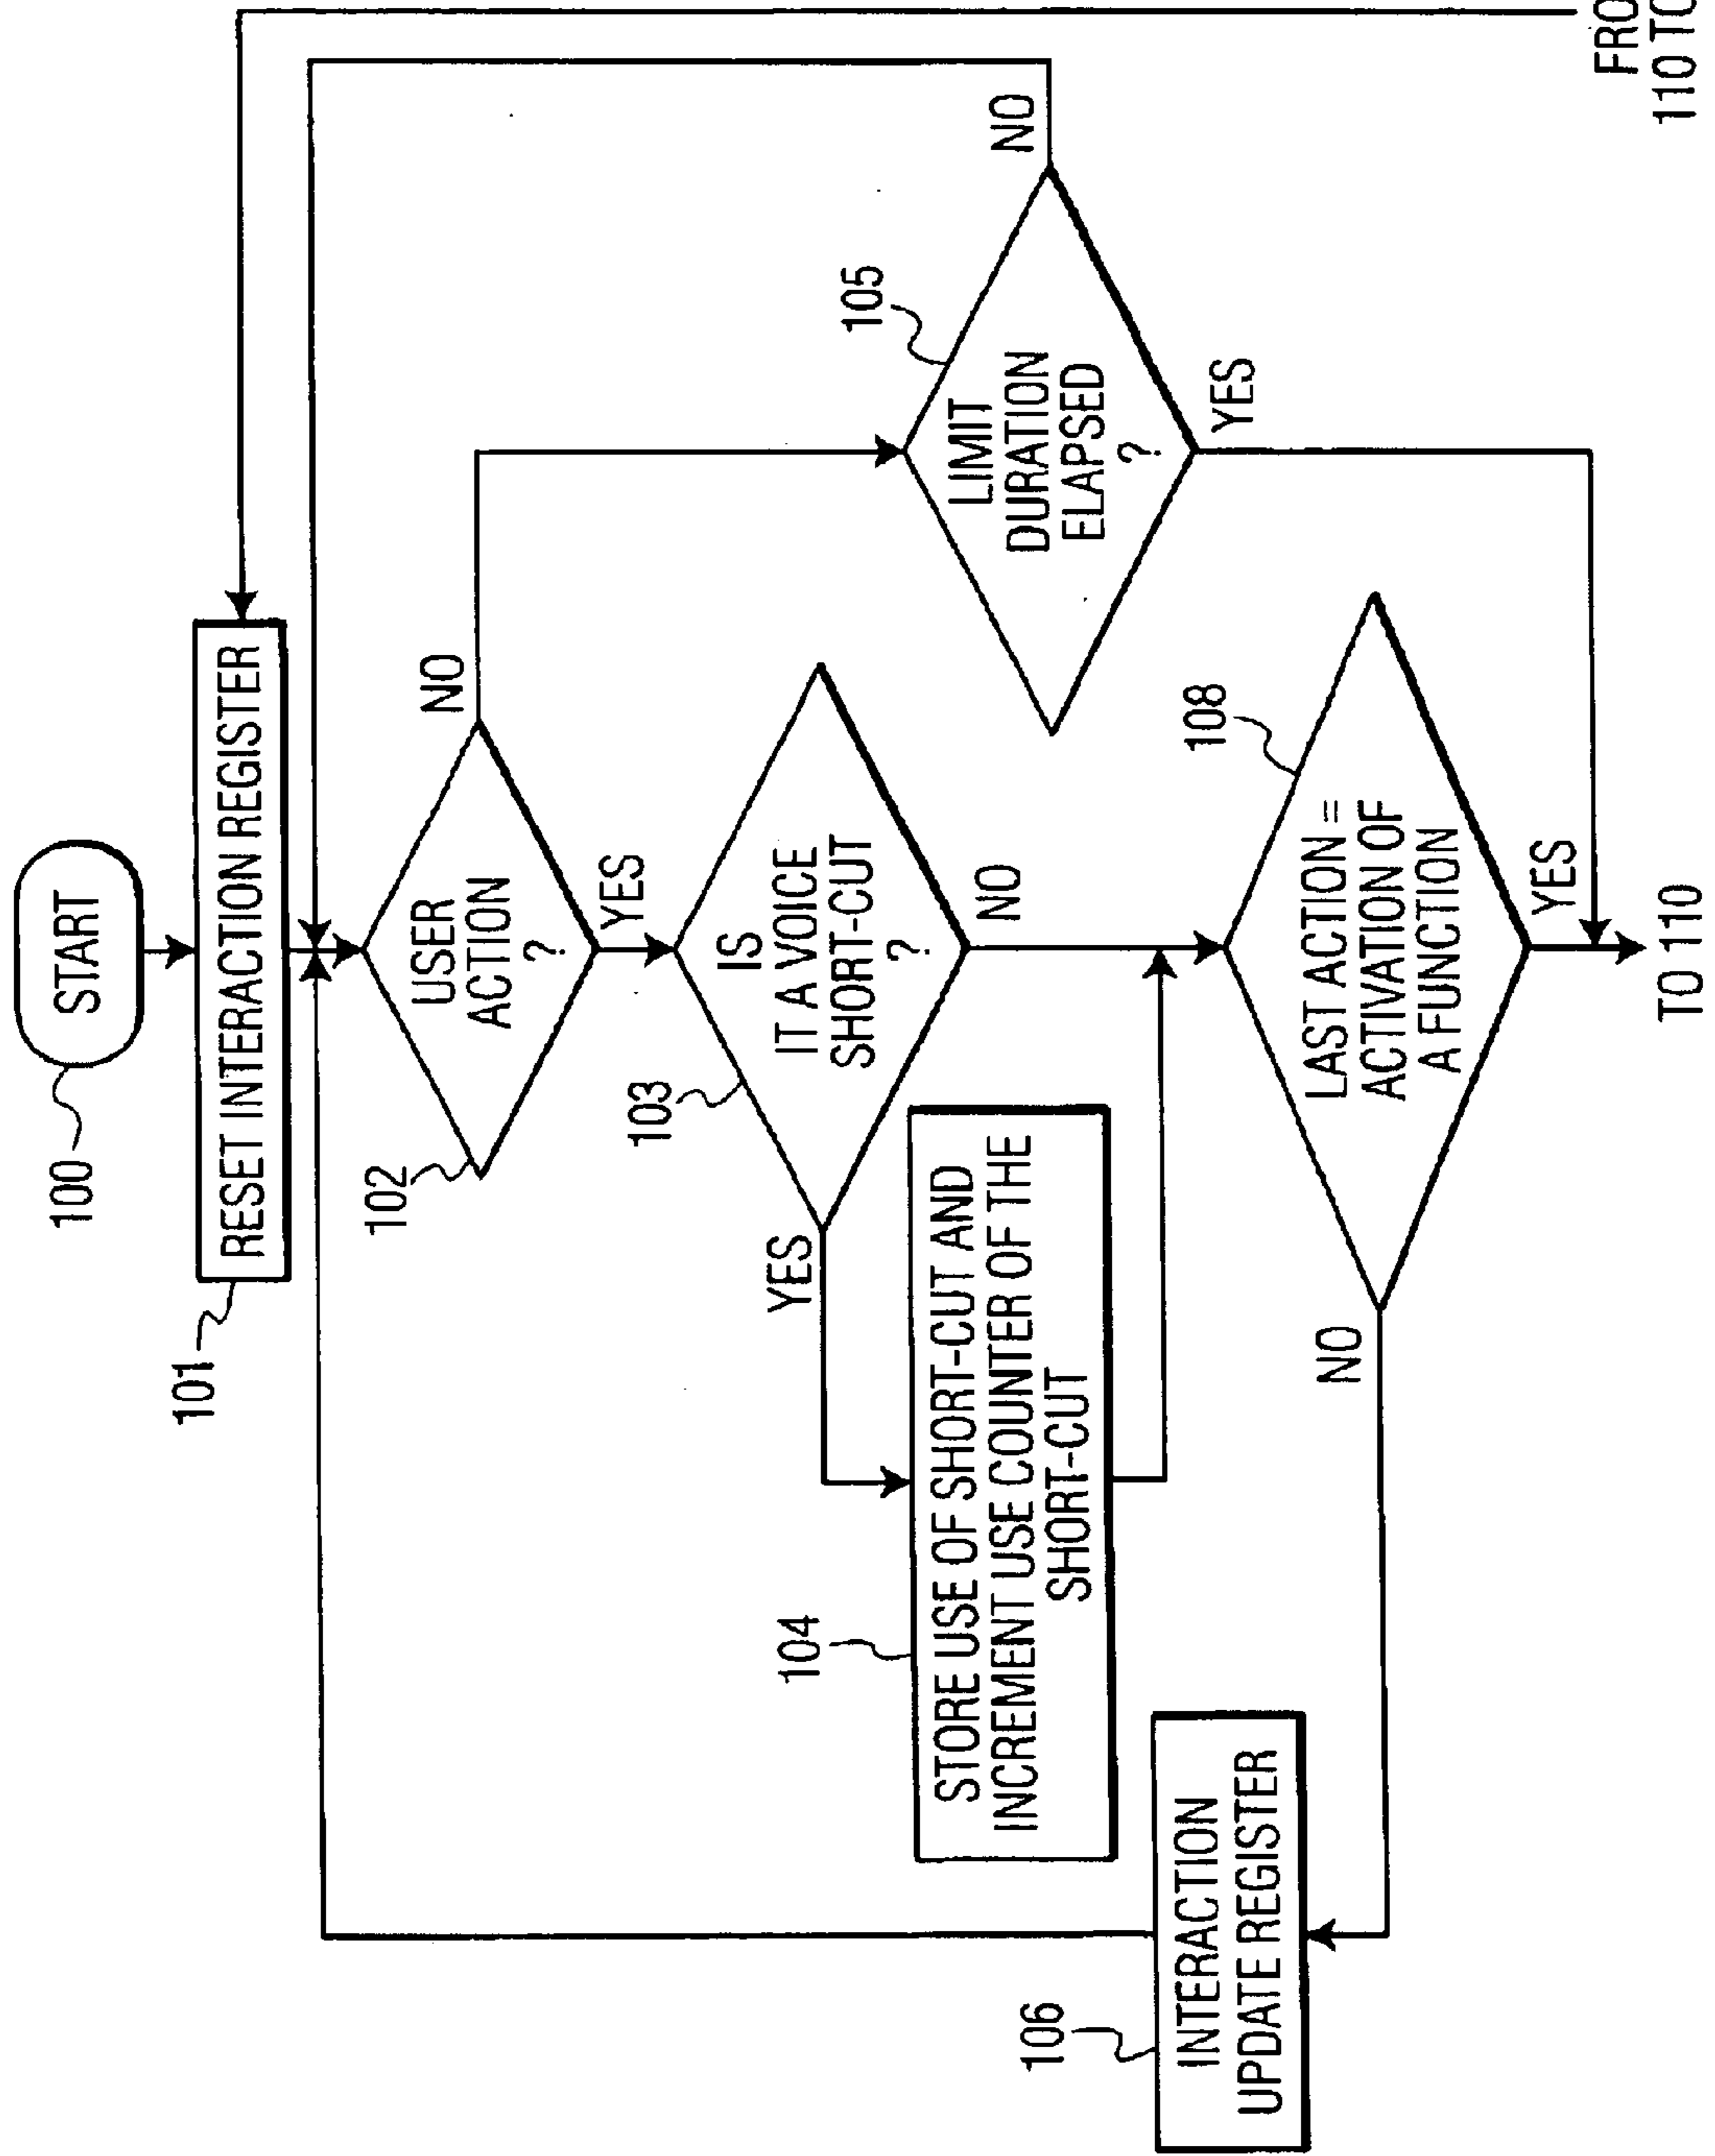 100
START
101
RESET INTERACTION REGISTER
102
USER
ACTION
?
NO
YES
103
IS
IT A VOICE
SHORT-CUT
?
YES
NO
104
STORE USE OF SHORT-CUT AND
INCREMENT USE COUNTER OF THE
SHORT-CUT
105
LIMIT
DURATION
ELAPSED
?
NO
YES
106
INTERACTION
UPDATE REGISTER
108
LAST ACTION =
ACTIVATION OF
A FUNCTION
NO
YES
TO 110
110